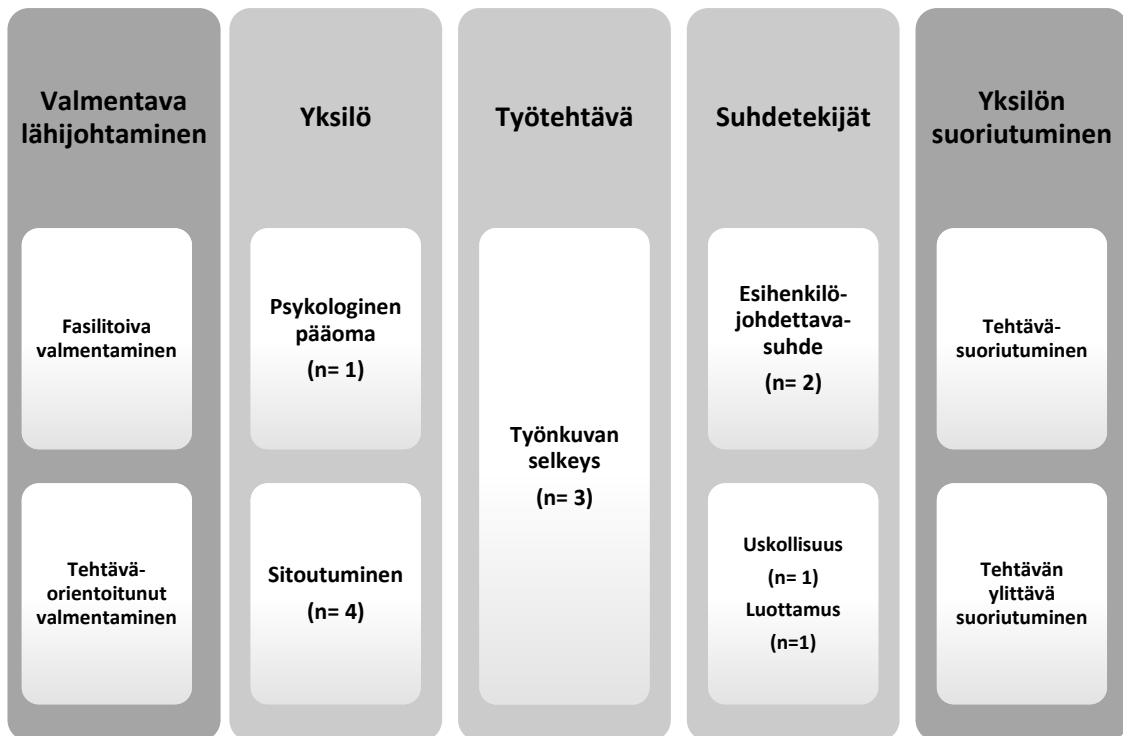 Valmentava
lähijohtaminen
Fasilitoiva
valmentaminen
Tehtävä-
orientoitunut
valmentaminen
Yksilö
Psykologinen
pääoma
(n= 1)
Sitoutuminen
(n= 4)
Työtehtävä
Työnkuvan
selkeys
(n= 3)
Suhdetekijät
Esihenkilö-
johdettava-
suhde
(n= 2)
Uskollisuus
(n= 1)
Luottamus
(n=1)
Yksilön
suoriutuminen
Tehtävä-
suoriutuminen
Tehtävän
ylittävä
suoriutuminen